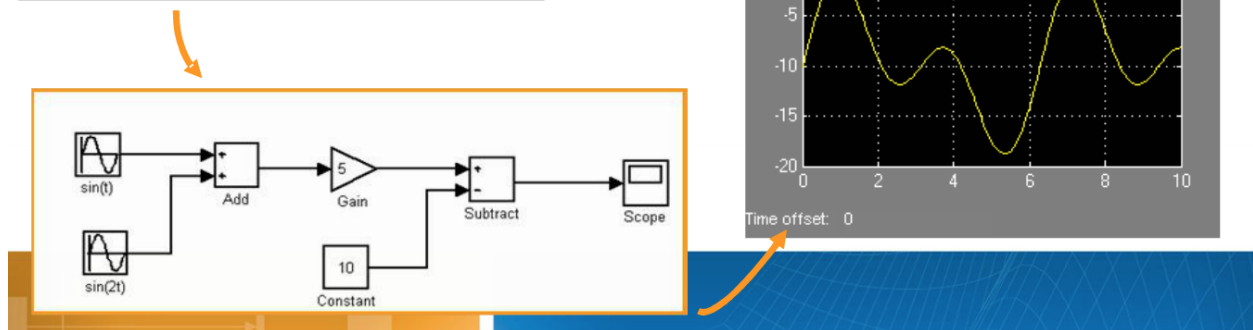 sin(t)
+
+
Add
5
Gain
+
-
Subtract
Scope
sin(2t)
10
Constant
-5
-10
-15
-20
0 2 4 6 8 10
Time offset: 0